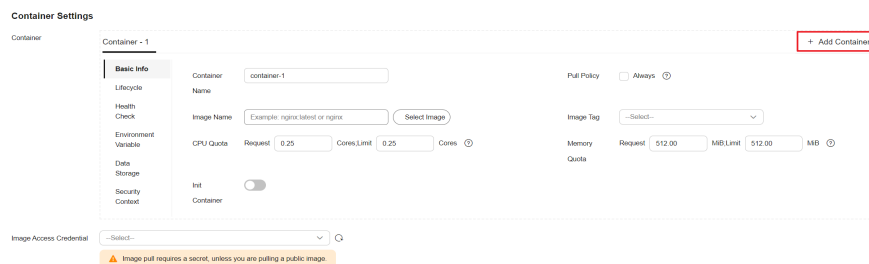 Container Settings
Container
Container - 1
+ Add Container
Basic Info
Lifecycle
Health
Check
Environment
Variable
Data
Storage
Security
Context
Container
Name
container-1
Pull Policy
Always
Image Name
Example: nginx:latest or nginx
Select Image
Image Tag
--Select--
CPU Quota
Request
0.25
Cores;Limit
0.25
Cores
Memory
Quota
Request
512.00
MiB;Limit
512.00
MiB
Init
Container
Image Access Credential
--Select--
Image pull requires a secret, unless you are pulling a public image.